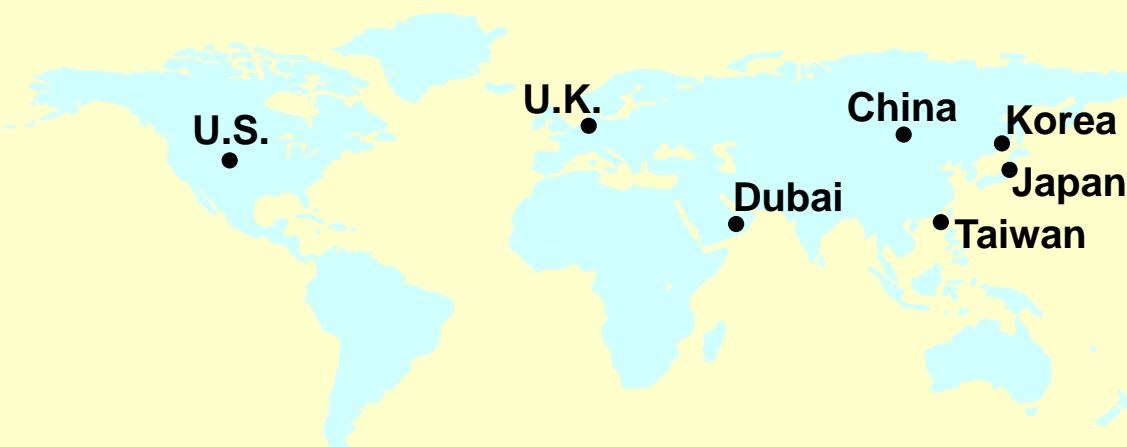 U.S.
U.K.
China
Korea
Japan
Dubai
Taiwan